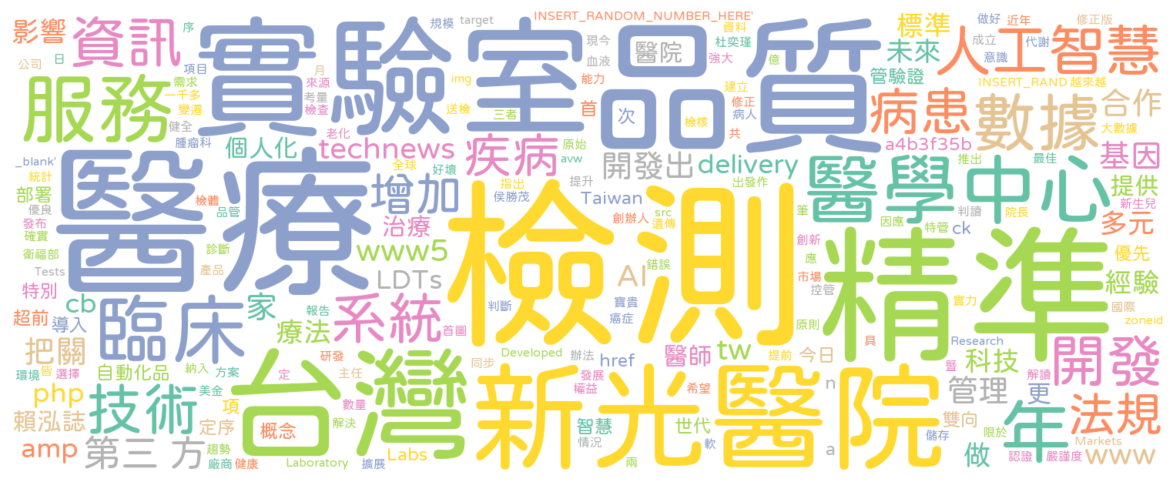 影響
資訊
公司
日
序
項目
需求
來源
一千多
變遷
檢查
服務
實驗室
品質
醫院
規模
target
INSERT_RANDOM_NUMBER_HERE'
現今
血液
能力
送檢
img
考量
三者
次
檢核
資料
杜奕瑾
強大
建立
億
修正
病人
共
首
標準
做好
近年
修正版
成立
代謝
意識
未來
管驗證
人工智慧
INSERT_RAND
越來越
病患
數據
合作
大數據
a4b3f35b
基因
健全
腫瘤科
個人化
老化
technews
疾病
原始
avw
開發出
delivery
_blank'
統計
部署
優良
發布
確實
檢體
品管
衛福部
診斷
產品
Tests
特別
cb
超前
導入
醫療
全球
好壞
增加
指出
提升
侯勝茂
Taiwan
出發作
創辦人
src
遺傳
治療
www5
LDTs
AI
錯誤
檢測
醫學中心
推出
最佳
提供
新生兒
筆
因應
判讀
院長
特管
ck
多元
創新
應
市場
控管
優先
經驗
實力
國際
zoneid
原則
精準
臨床
家
報告
療法
系統
首圖
判斷
寶貴
癌症
把關
環境
皆
選擇
自動化品
納入
方案
美金
研發
主任
定
數量
解決
同步
Developed
辦法
發展
權益
href
醫師
希望
tw
提前
今日
具
Research
暨
科技
解讀
開發
php
賴泓誌
技術
項
定序
概念
台灣
新光醫院
智慧
情況
世代
軟
兩
n
a
管理
更
雙向
儲存
限於
年
做
法規
Markets
www
認證
嚴謹度
amp
第三方
趨勢
廠商
健康
月
Laboratory
擴展
Labs